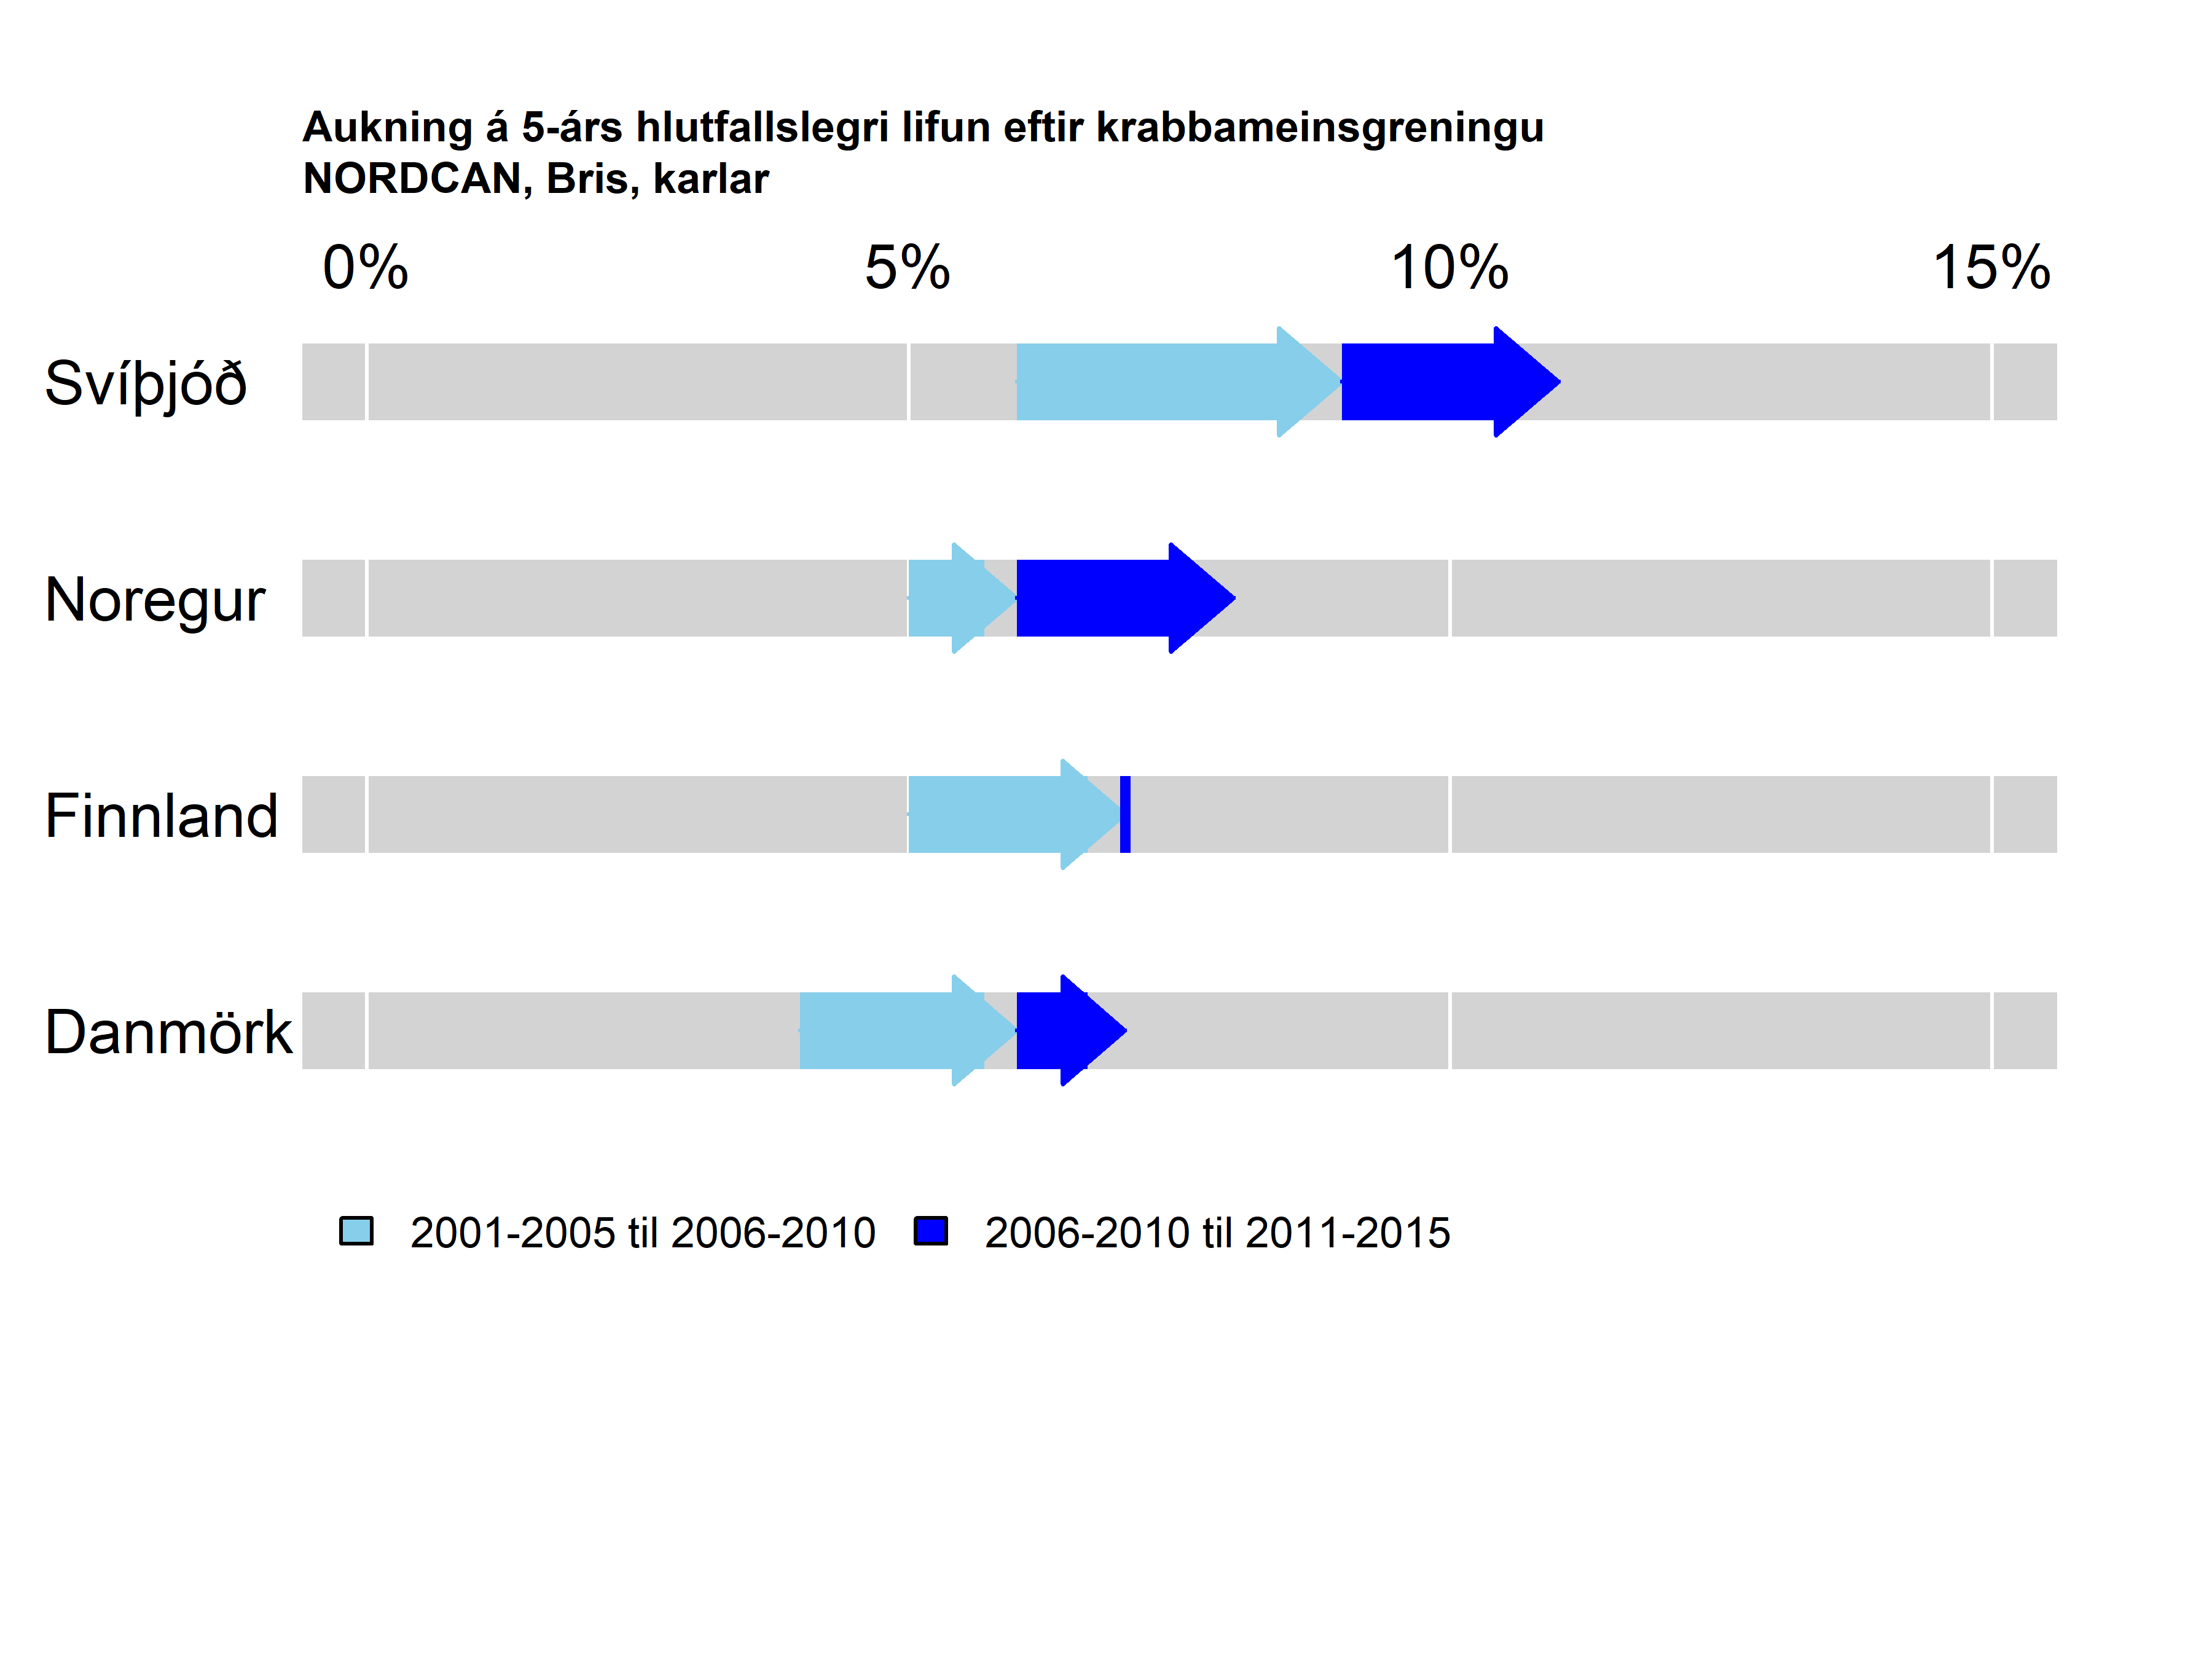 Aukning á 5-árs hlutfallslegri lifun eftir krabbameinsgreningu
NORDCAN, Bris, karlar
0% 5% 10% 15%
Svíþjóð
Noregur
Finnland
Danmörk
2001-2005 til 2006-2010 2006-2010 til 2011-2015